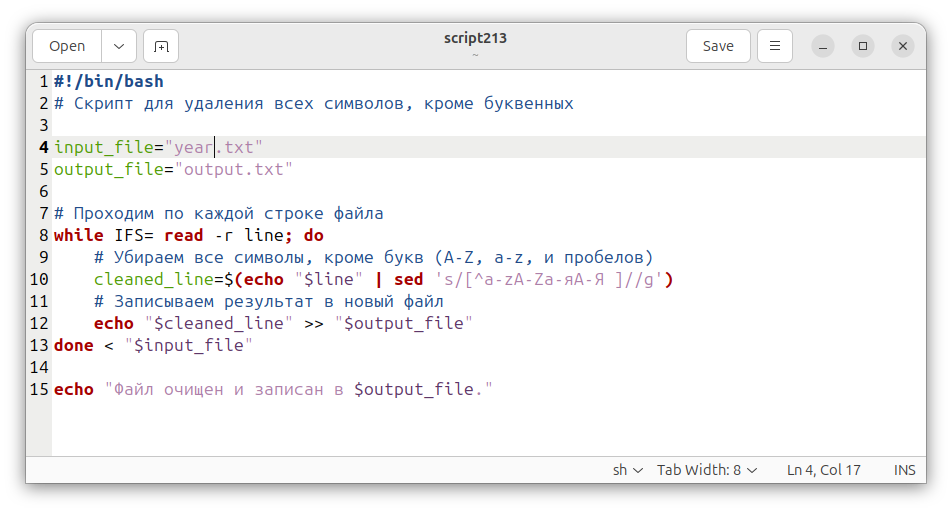 Open
script213
~
Save
1 #!/bin/bash
2 # Скрипт для удаления всех символов, кроме буквенных
3
4 input_file="year.txt"
5 output_file="output.txt"
6
7 # Проходим по каждой строке файла
8 while IFS= read -r line; do
9     # Убираем все символы, кроме букв (A-Z, a-z, и пробелов)
10     cleaned_line=$(echo "$line" | sed 's/[^a-zA-Za-яА-Я ]//g')
11     # Записываем результат в новый файл
12     echo "$cleaned_line" >> "$output_file"
13 done < "$input_file"
14
15 echo "Файл очищен и записан в $output_file."
sh Tab Width: 8 Ln 4, Col 17 INS